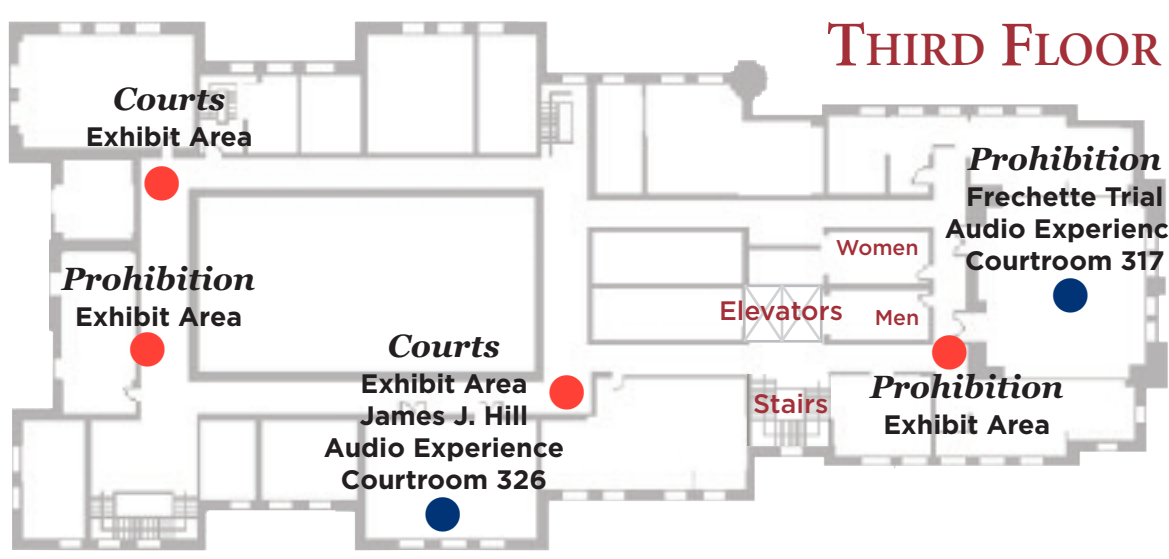 THIRD FLOOR
Courts
Exhibit Area
Prohibition
Frechette Trial
Audio Experienc
Courtroom 317
Women
Prohibition
Exhibit Area
Elevators
Men
Courts
Exhibit Area
James J. Hill
Audio Experience
Courtroom 326
Stairs
Prohibition
Exhibit Area